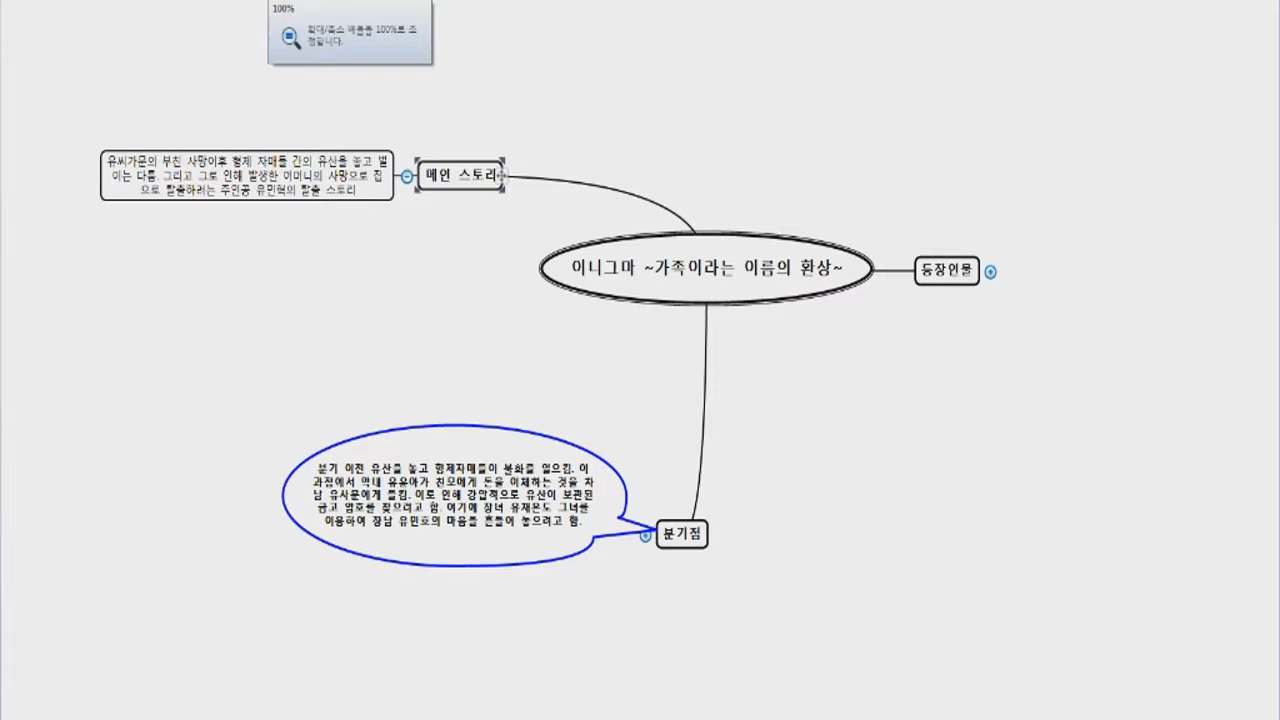 100%
확대/축소 배율을 100%로 조
정합니다.
유씨가문의 부친 사망이후 형제 자매들 간의 유산을 놓고 벌
이는 다툼. 그리고 그로 인해 발생한 어머니의 사망으로 집
으로 탈출하려는 주인공 유민혁의 탈출 스토리
메인 스토리
이니그마 ~가족이라는 이름의 환상~
등장인물
분기 이전 유산을 놓고 형제자매들이 불화를 일으킴. 이
과정에서 막내 유유아가 친모에게 돈을 이체하는 것을 차
남 유사문에게 들킴. 이로 인해 강압적으로 유산이 보관된
금고 암호를 찾으려고 함. 여기에 장녀 유재온도 그녀를
이용하여 장남 유민호의 마음을 흔들어 놓으려고 함.
분기점